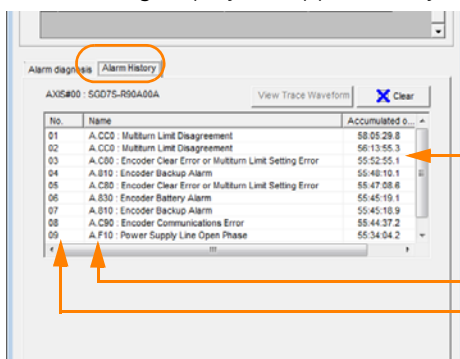 Alarm diagnosis Alarm History
AXIS#00 : SGD7S-R90A00A View Trace Waveform Clear
No. Name Accumulated o...
01 A.CC0 : Multiturn Limit Disagreement 58:05:29.8
02 A.CC0 : Multiturn Limit Disagreement 56:13:55.3
03 A.C80 : Encoder Clear Error or Multiturn Limit Setting Error 55:52:55.1
04 A.810 : Encoder Backup Alarm 55:48:10.1
05 A.C80 : Encoder Clear Error or Multiturn Limit Setting Error 55:47:08.6
06 A.830 : Encoder Battery Alarm 55:45:19.1
07 A.810 : Encoder Backup Alarm 55:45:18.9
08 A.C90 : Encoder Communications Error 55:44:37.2
09 A.F10 : Power Supply Line Open Phase 55:34:04.2